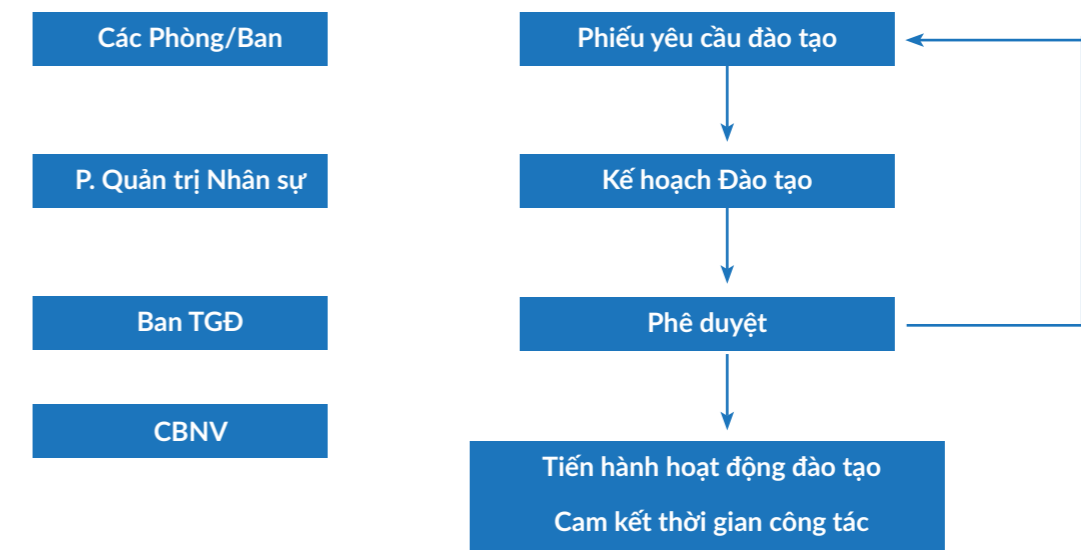 Các Phòng/Ban
Phiếu yêu cầu đào tạo
P. Quản trị Nhân sự
Kế hoạch Đào tạo
Ban TGĐ
Phê duyệt
CBNV
Tiến hành hoạt động đào tạo
Cam kết thời gian công tác